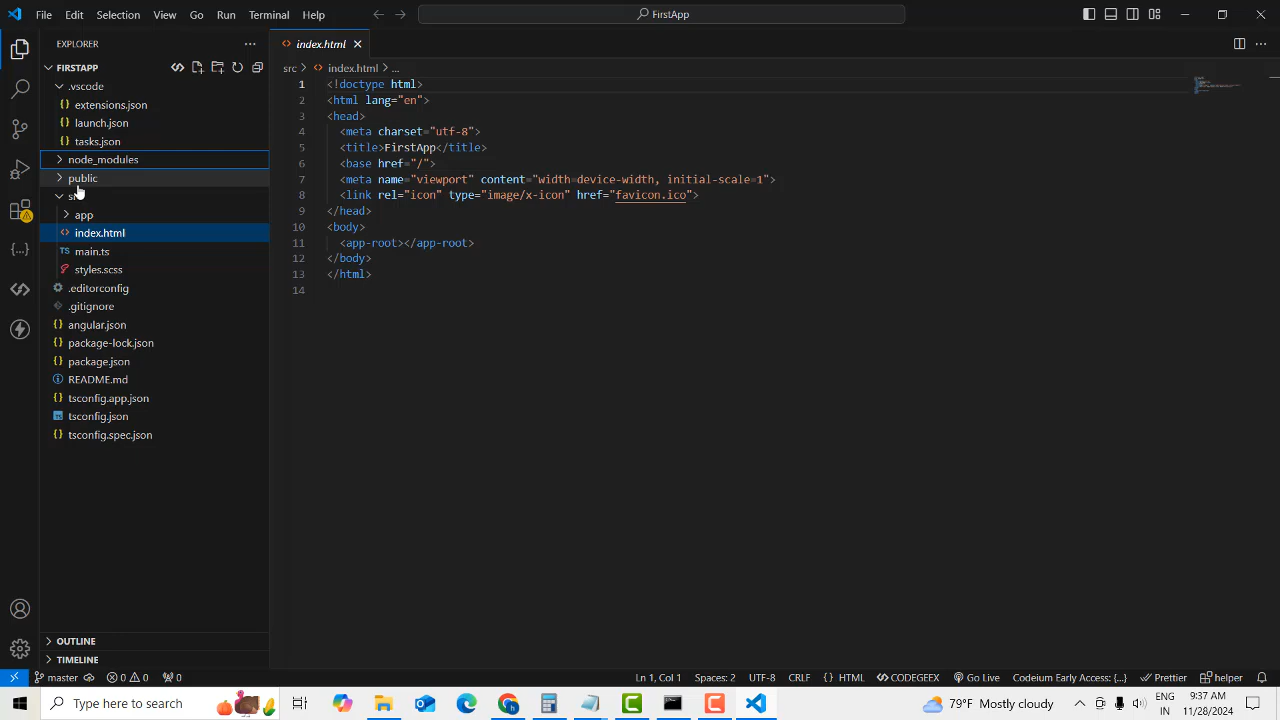 File Edit Selection View Go Run Terminal Help
FirstApp
EXPLORER
FIRSTAPP
.vscode
extensions.json
launch.json
tasks.json
node_modules
public
app
index.html
TS main.ts
styles.scss
.editorconfig
.gitignore
angular.json
package-lock.json
package.json
README.md
tsconfig.app.json
tsconfig.json
tsconfig.spec.json
OUTLINE
TIMELINE
index.html
src > index.html > ...
1 <!doctype html>
2 <html lang="en">
3 <head>
4 <meta charset="utf-8">
5 <title>FirstApp</title>
6 <base href="/">
7 <meta name="viewport" content="width=device-width, initial-scale=1">
8 <link rel="icon" type="image/x-icon" href="favicon.ico">
9 </head>
10 <body>
11 <app-root></app-root>
12 </body>
13 </html>
14
master 0 0 0 Ln 1, Col 1 Spaces: 2 UTF-8 CRLF {} HTML CODEGEX Go Live Codeium Early Access: {...} Prettier helper
Type here to search
79°F Mostly cloudy
ENG
IN
9:37 AM
11/28/2024